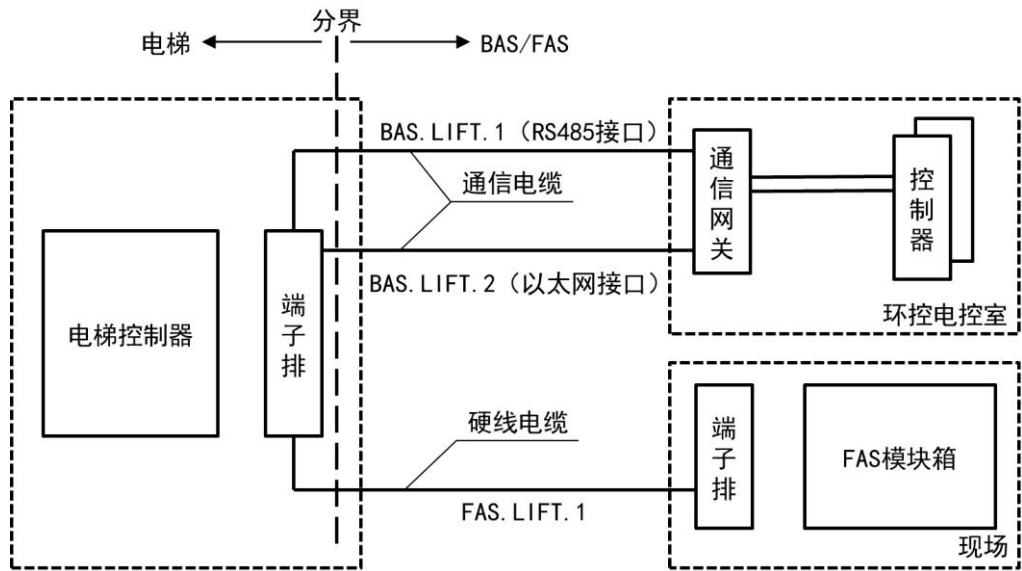 分界
电梯
BAS/FAS
BAS.LIFT.1（RS485接口）
通信电缆
BAS.LIFT.2（以太网接口）
通信网关
控制器
环控电控室
电梯控制器
端子排
硬线电缆
FAS.LIFT.1
端子排
FAS模块箱
现场